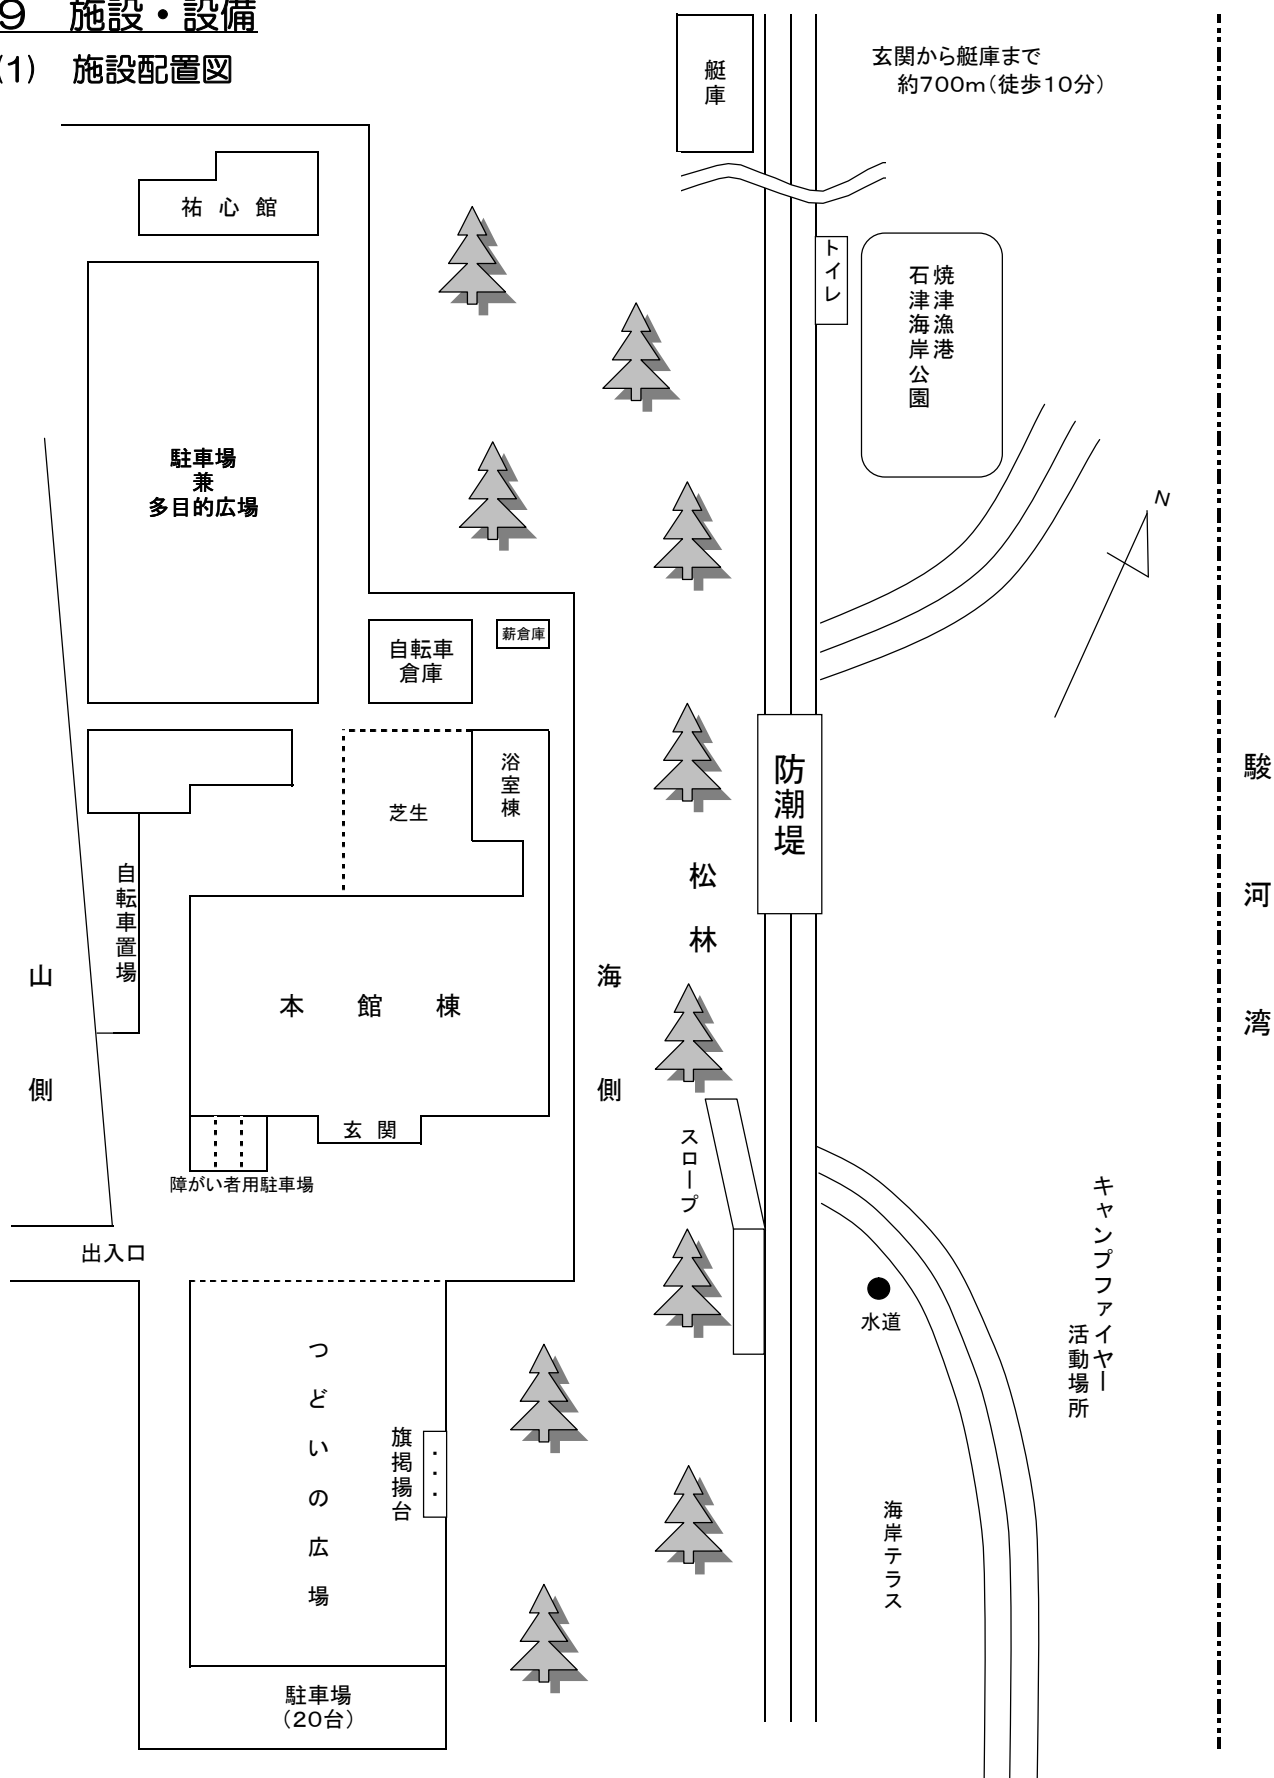 9　施設・設備
(1)　施設配置図
艇庫
玄関から艇庫まで
約700m（徒歩10分）
祐心館
トイレ
焼津漁港
石津海岸公園
駐車場
兼
多目的広場
N
自転車
倉庫
薪倉庫
浴室棟
芝生
防潮堤
駿河湾
松林
自転車置場
山側
本館棟
海側
玄関
障がい者用駐車場
スロープ
出入口
水道
キャンプファイヤー
活動場所
つどいの広場
旗掲揚台
海岸テラス
駐車場
（20台）